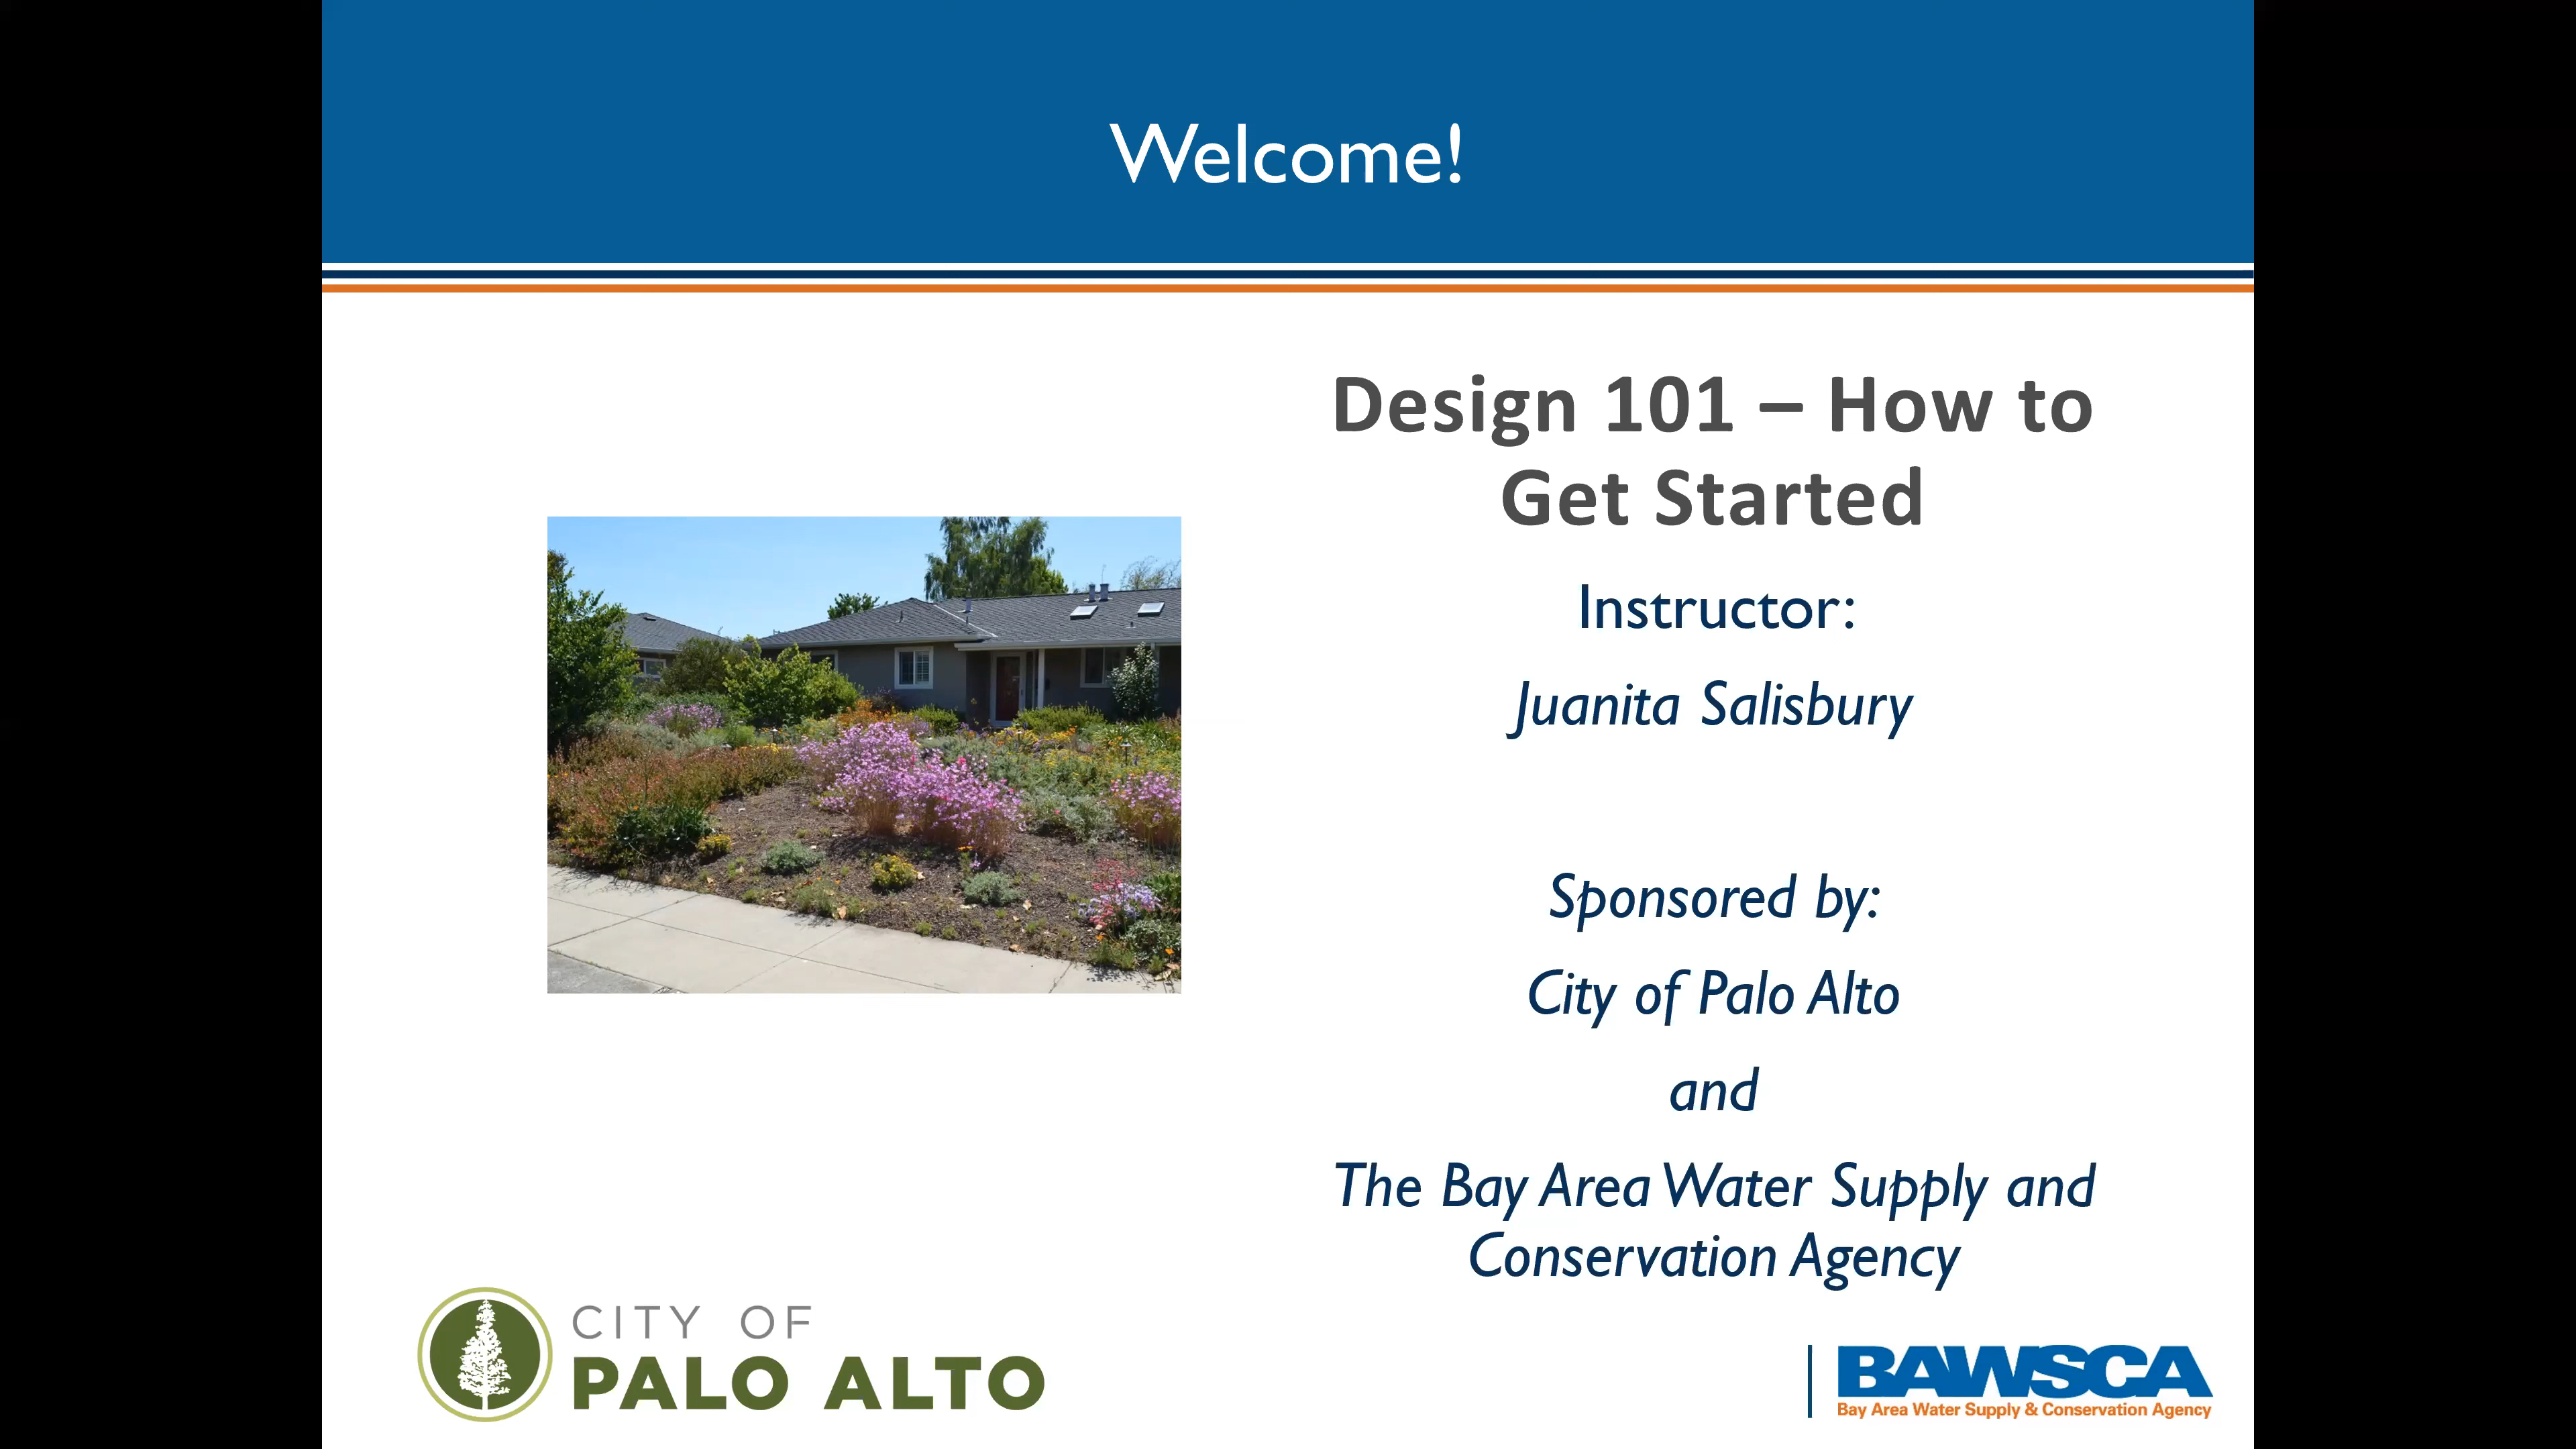 Welcome!
Design 101 – How to
Get Started
Instructor:
Juanita Salisbury
Sponsored by:
City of Palo Alto
and
The Bay Area Water Supply and
Conservation Agency
CITY OF
PALO ALTO
BAWSCA
Bay Area Water Supply & Conservation Agency